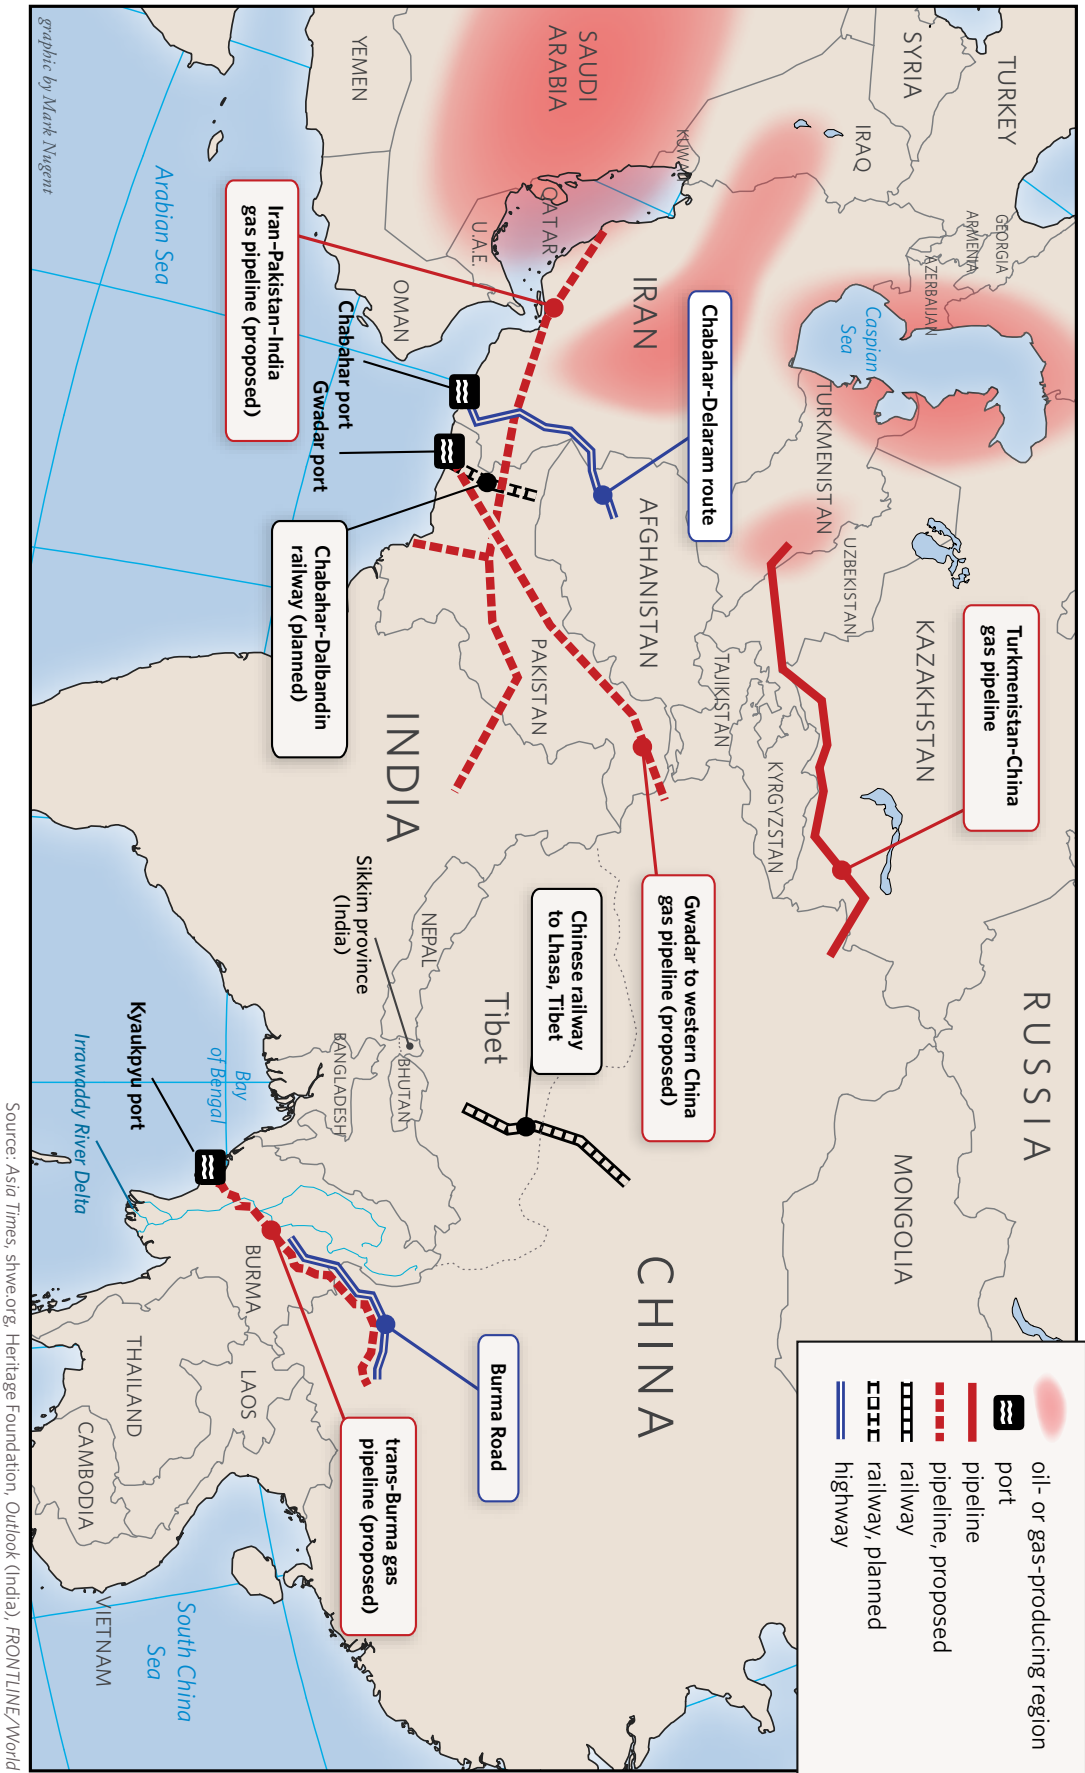 TURKEY
SYRIA
IRAQ
KUWAIT
SAUDI
ARABIA
YEMEN
GEORGIA
ARMENIA
AZERBAIJAN
Caspian
Sea
IRAN
QATAR
U.A.E.
OMAN
Arabian Sea
graphic by Mark Nugent
Iran-Pakistan-India
gas pipeline (proposed)
Chabahar port
Gwadar port
Chabahar-Delaram route
TURKMENISTAN
UZBEKISTAN
AFGHANISTAN
Chabahar-Dalbandin
railway (planned)
PAKISTAN
TAJIKISTAN
KYRGYZSTAN
KAZAKHSTAN
Turkmenistan-China
gas pipeline
INDIA
Gwadar to western China
gas pipeline (proposed)
Chinese railway
to Lhasa, Tibet
Tibet
NEPAL
Sikkim province
(India)
BHUTAN
BANGLADESH
Bay
of Bengal
Kyaukpyu port
Irrawaddy River Delta
RUSSIA
MONGOLIA
CHINA
BURMA
Burma Road
trans-Burma gas
pipeline (proposed)
LAOS
THAILAND
CAMBODIA
VIETNAM
South China
Sea
oil- or gas-producing region
port
pipeline
pipeline, proposed
railway
railway, planned
highway
Source: Asia Times, shwe.org, Heritage Foundation, Outlook (India), FRONTLINE/World